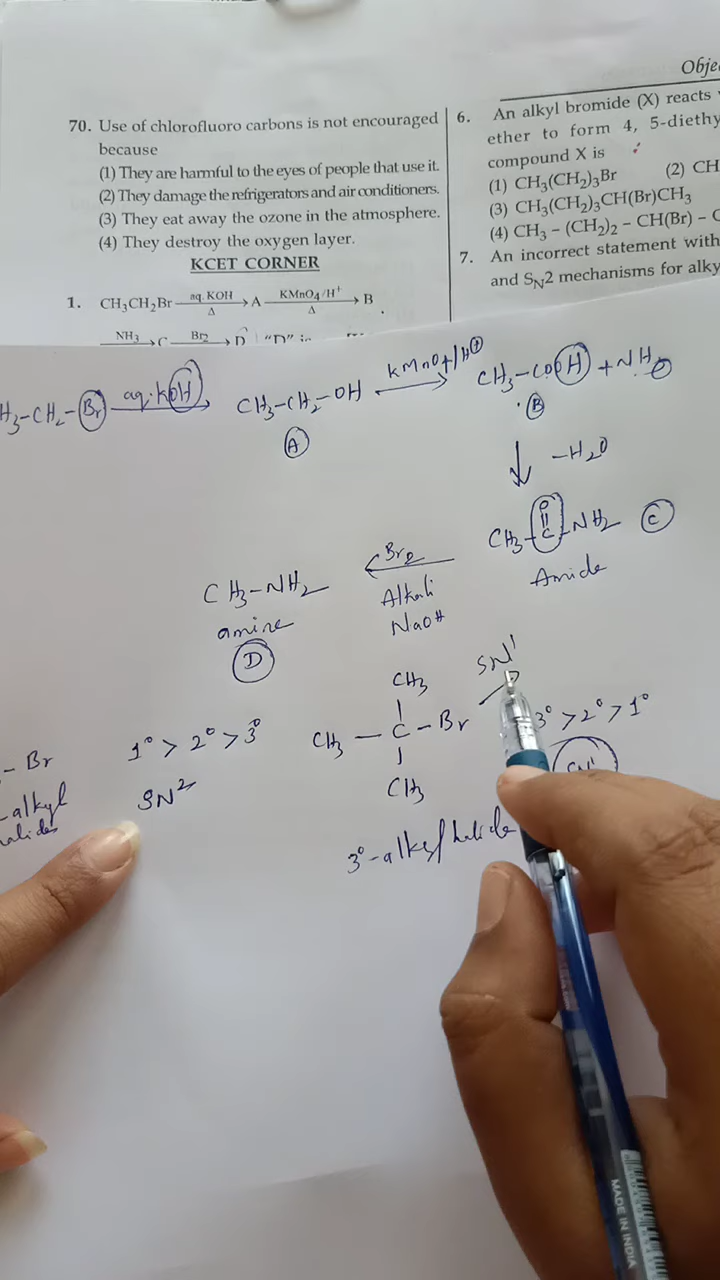 Obje
70. Use of chlorofluoro carbons is not encouraged
because
(1) They are harmful to the eyes of people that use it.
(2) They damage the refrigerators and air conditioners.
(3) They eat away the ozone in the atmosphere.
(4) They destroy the oxygen layer.
KCET CORNER
1. CH₃CH₂Br —aq. KOH/Δ→ A —KMnO₄/H⁺/Δ→ B
NH₃ → C Br₂ → D "D"
6. An alkyl bromide (X) reacts
ether to form 4, 5-diethy
compound X is
(1) CH₃(CH₂)₃Br (2) CH
(3) CH₃(CH₂)₃CH(Br)CH₃
(4) CH₃ – (CH₂)₂ – CH(Br) – C
7. An incorrect statement with
and SN2 mechanisms for alky
H₃-CH₂-Br —aq.KOH→ CH₃-CH₂-OH —KMnO₄/H⊕→ CH₃-COOH + NH₃
A B
-H₂O
CH₃-C-NH₂ C
O
Amide
Br₂
Alkali
NaOH
CH₃-NH₂
amine
D
SN¹
CH₃
CH₃ — C — Br
CH₃
3°-alkyl halide
3° > 2° > 1°
SN¹
1° > 2° > 3°
SN²
- Br
-alkyl
halides
MADE IN INDIA